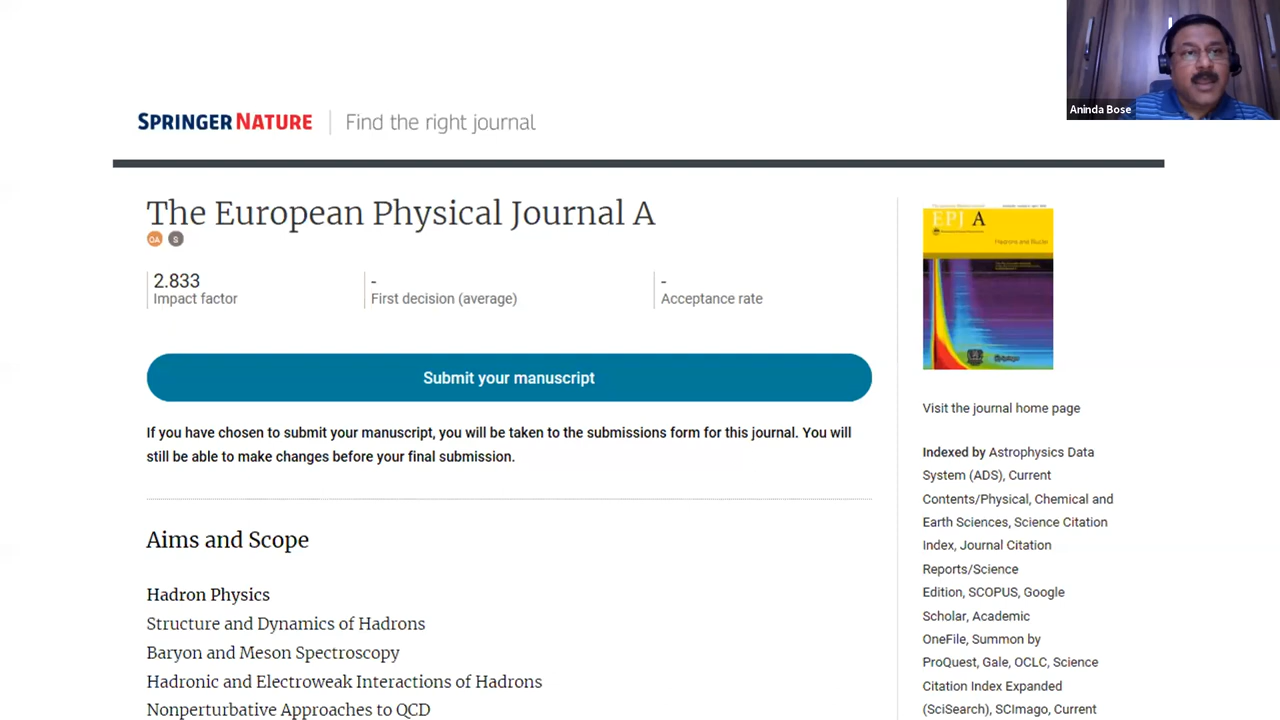 Aninda Bose
SPRINGER NATURE | Find the right journal
The European Physical Journal A
OA S
2.833
Impact factor
-
First decision (average)
-
Acceptance rate
Submit your manuscript
If you have chosen to submit your manuscript, you will be taken to the submissions form for this journal. You will
still be able to make changes before your final submission.
Aims and Scope
Hadron Physics
Structure and Dynamics of Hadrons
Baryon and Meson Spectroscopy
Hadronic and Electroweak Interactions of Hadrons
Nonperturbative Approaches to QCD
EPJ A
Hadrons and Nuclei
Springer
Visit the journal home page
Indexed by Astrophysics Data
System (ADS), Current
Contents/Physical, Chemical and
Earth Sciences, Science Citation
Index, Journal Citation
Reports/Science
Edition, SCOPUS, Google
Scholar, Academic
OneFile, Summon by
ProQuest, Gale, OCLC, Science
Citation Index Expanded
(SciSearch), SCImago, Current